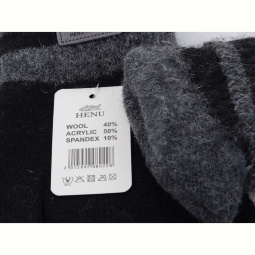 HENU
WOOL 40%
ACRYLIC 50%
SPANDEX 10%